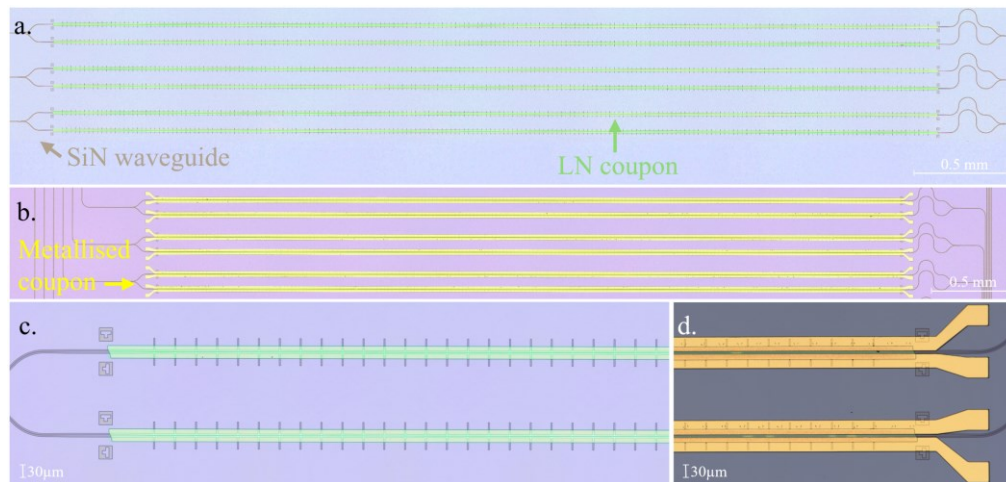 a.
SiN waveguide
LN coupon
0.5 mm
b.
Metallised
coupon
0.5 mm
c.
30µm
d.
30µm